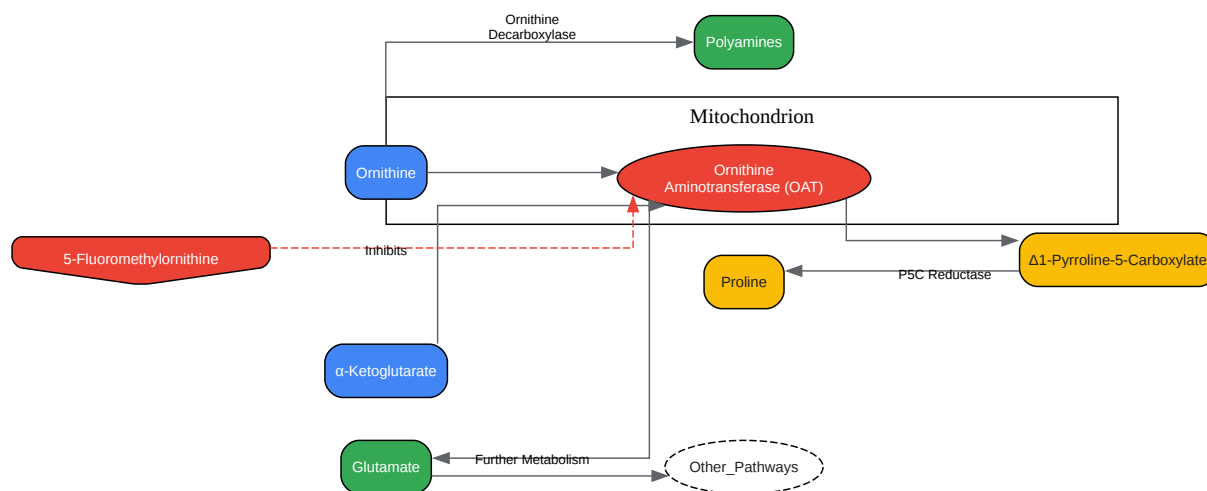 Ornithine
Decarboxylase
Polyamines
Mitochondrion
Ornithine
Ornithine
Aminotransferase (OAT)
5-Fluoromethylornithine
Inhibits
Δ1-Pyrroline-5-Carboxylate
P5C Reductase
Proline
α-Ketoglutarate
Glutamate
Further Metabolism
Other_Pathways